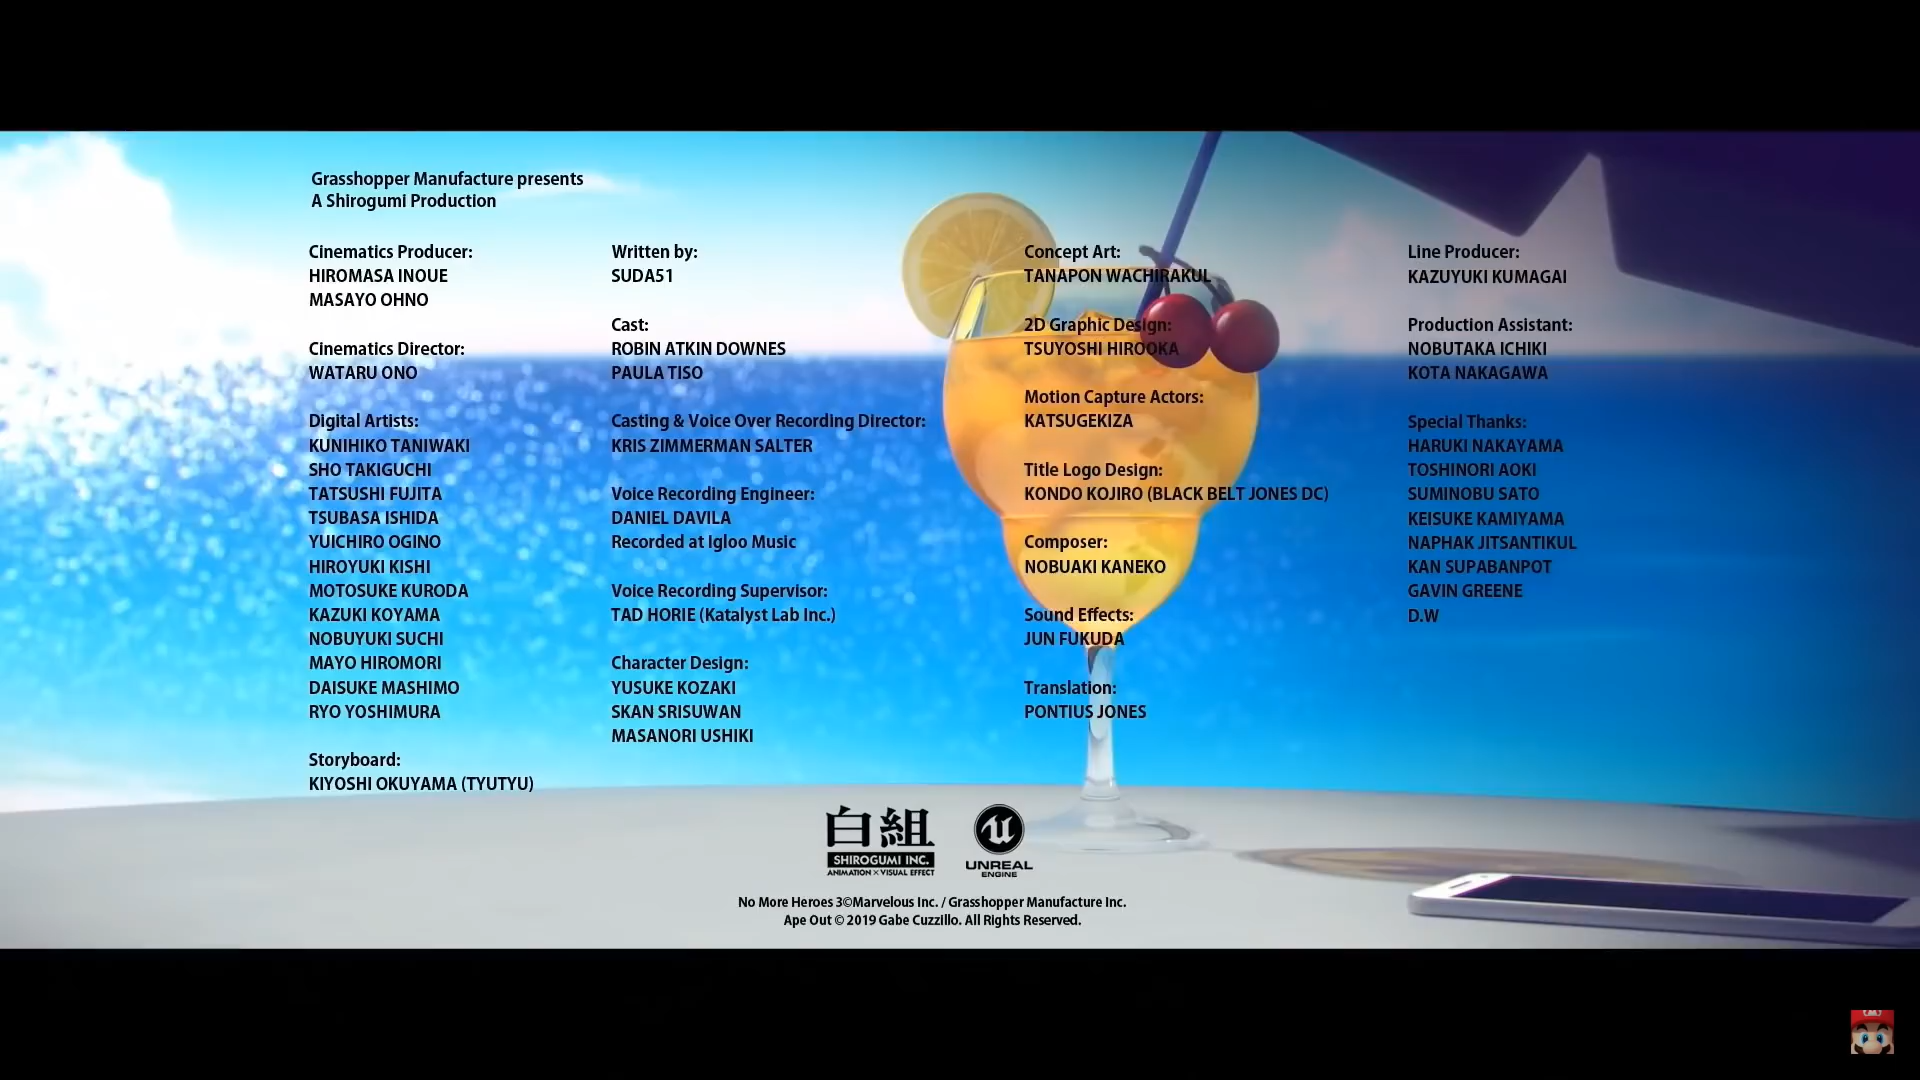 Grasshopper Manufacture presents
A Shirogumi Production
Cinematics Producer:
HIROMASA INOUE
MASAYO OHNO
Cinematics Director:
WATARU ONO
Digital Artists:
KUNIHIKO TANIWAKI
SHO TAKIGUCHI
TATSUSHI FUJITA
TSUBASA ISHIDA
YUICHIRO OGINO
HIROYUKI KISHI
MOTOSUKE KURODA
KAZUKI KOYAMA
NOBUYUKI SUCHI
MAYO HIROMORI
DAISUKE MASHIMO
RYO YOSHIMURA
Storyboard:
KIYOSHI OKUYAMA (TYUTYU)
Written by:
SUDA51
Cast:
ROBIN ATKIN DOWNES
PAULA TISO
Casting & Voice Over Recording Director:
KRIS ZIMMERMAN SALTER
Voice Recording Engineer:
DANIEL DAVILA
Recorded at Igloo Music
Voice Recording Supervisor:
TAD HORIE (Katalyst Lab Inc.)
Character Design:
YUSUKE KOZAKI
SKAN SRISUWAN
MASANORI USHIKI
Concept Art:
TANAPON WACHIRAKUL
2D Graphic Design:
TSUYOSHI HIROOKA
Motion Capture Actors:
KATSUGEKIZA
Title Logo Design:
KONDO KOJIRO (BLACK BELT JONES DC)
Composer:
NOBUAKI KANEKO
Sound Effects:
JUN FUKUDA
Translation:
PONTIUS JONES
Line Producer:
KAZUYUKI KUMAGAI
Production Assistant:
NOBUTAKA ICHIKI
KOTA NAKAGAWA
Special Thanks:
HARUKI NAKAYAMA
TOSHINORI AOKI
SUMINOBU SATO
KEISUKE KAMIYAMA
NAPHAK JITSANTIKUL
KAN SUPABANPOT
GAVIN GREENE
D.W
白組
SHIROGUMI INC.
ANIMATION×VISUAL EFFECT
UNREAL
ENGINE
No More Heroes 3©Marvelous Inc. / Grasshopper Manufacture Inc.
Ape Out © 2019 Gabe Cuzzillo. All Rights Reserved.